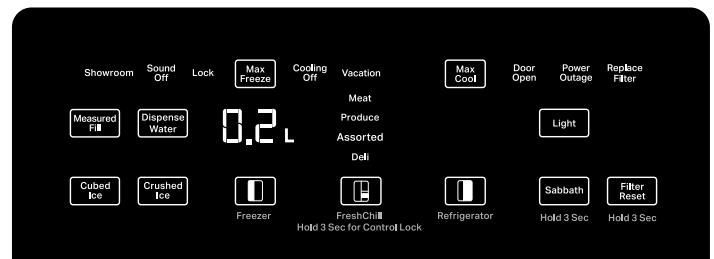 Showroom
Sound
Off
Lock
Max
Freeze
Cooling
Off
Vacation
Max
Cool
Door
Open
Power
Outage
Replace
Filter
Meat
Measured
Fill
Dispense
Water
0.2 L
Produce
Assorted
Deli
Light
Cubed
Ice
Crushed
Ice
Freezer
FreshChill
Hold 3 Sec for Control Lock
Refrigerator
Sabbath
Hold 3 Sec
Filter
Reset
Hold 3 Sec